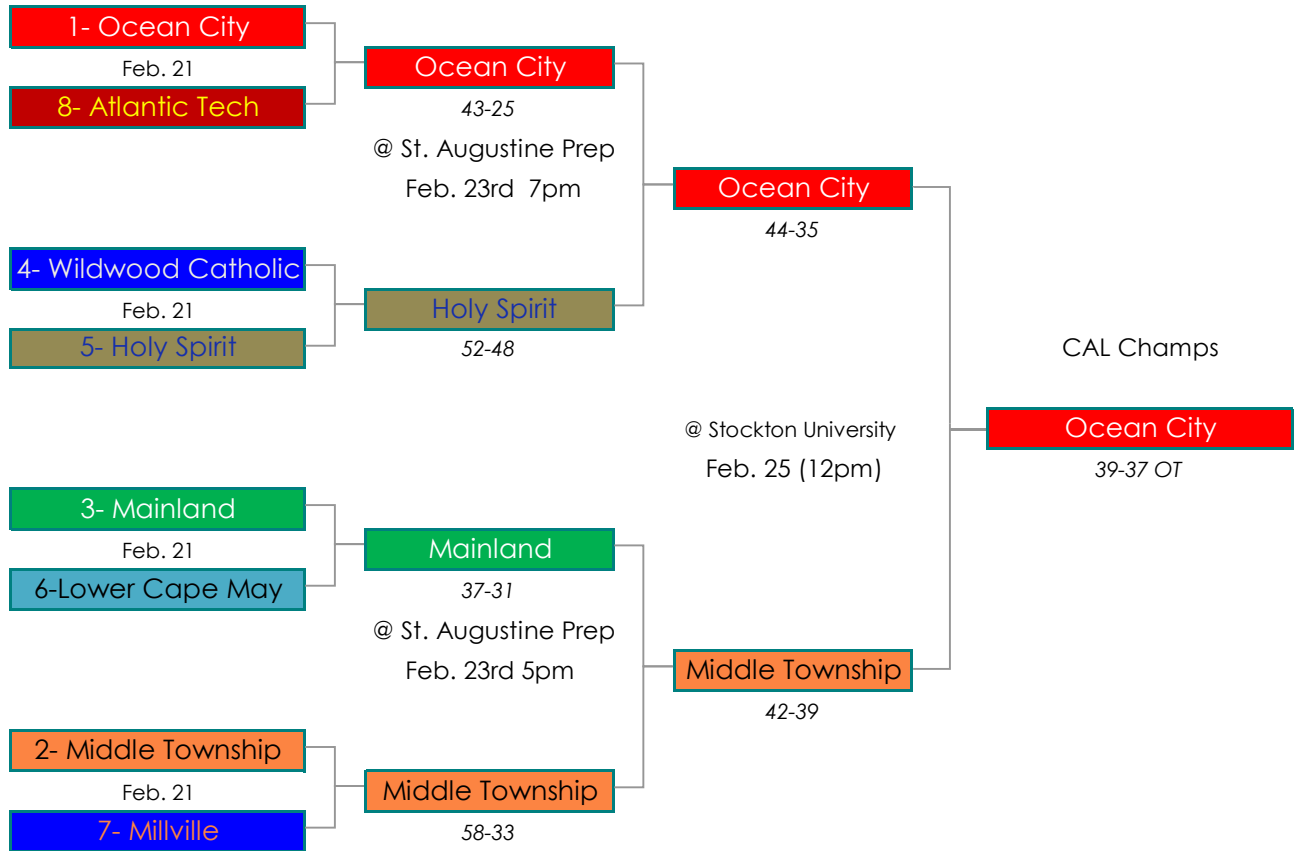 1- Ocean City
Feb. 21
8- Atlantic Tech
Ocean City
43-25
@ St. Augustine Prep
Feb. 23rd  7pm
4- Wildwood Catholic
Feb. 21
5- Holy Spirit
Holy Spirit
52-48
Ocean City
44-35
3- Mainland
Feb. 21
6-Lower Cape May
Mainland
37-31
@ St. Augustine Prep
Feb. 23rd 5pm
2- Middle Township
Feb. 21
7- Millville
Middle Township
58-33
Middle Township
42-39
@ Stockton University
Feb. 25 (12pm)
CAL Champs
Ocean City
39-37 OT